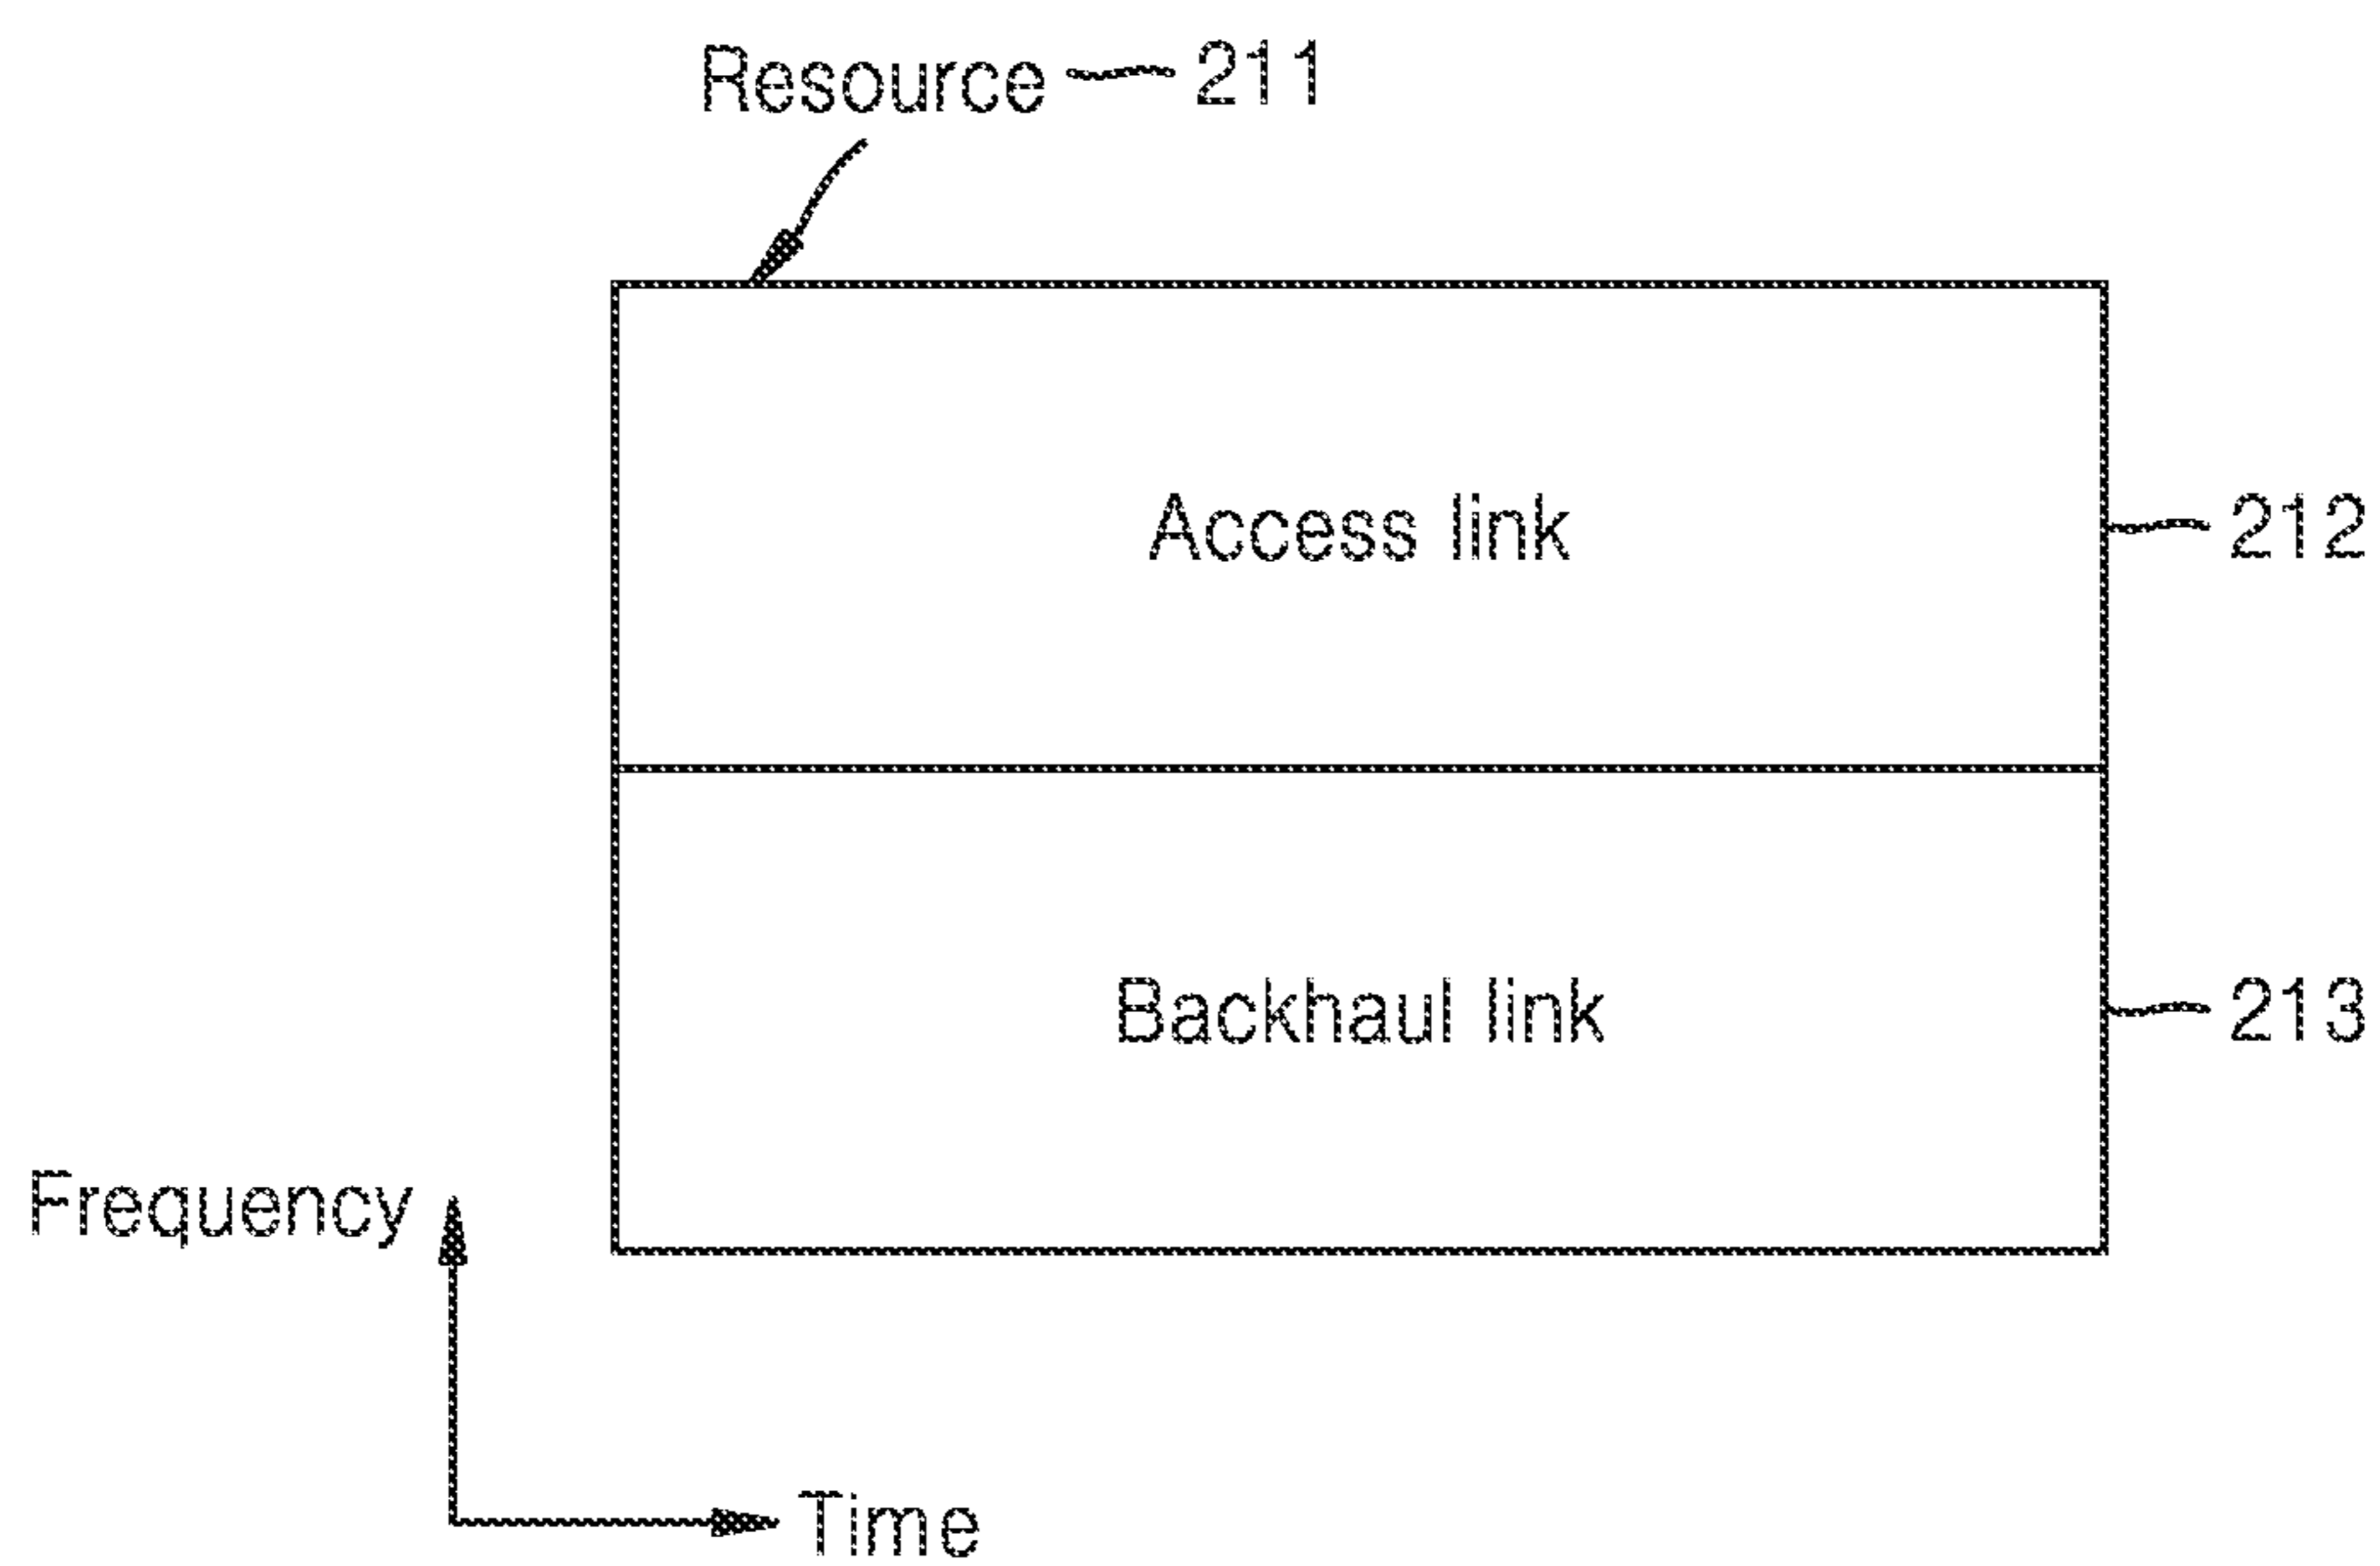 Resource 211
Access link 212
Backhaul link 213
Frequency
Time